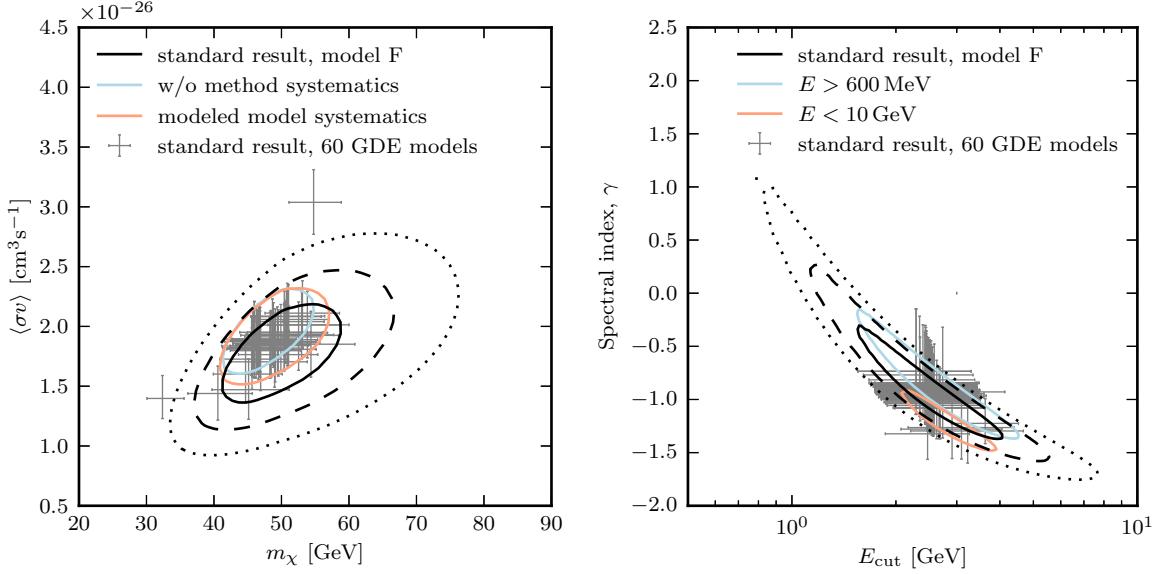 ×10−26
4.5
4.0
3.5
3.0
2.5
2.0
1.5
1.0
0.5
⟨σv⟩ [cm3s−1]
standard result, model F
w/o method systematics
modeled model systematics
standard result, 60 GDE models
20 30 40 50 60 70 80 90
mχ [GeV]
2.5
2.0
1.5
1.0
0.5
0.0
−0.5
−1.0
−1.5
−2.0
Spectral index, γ
standard result, model F
E > 600 MeV
E < 10 GeV
standard result, 60 GDE models
100 101
Ecut [GeV]